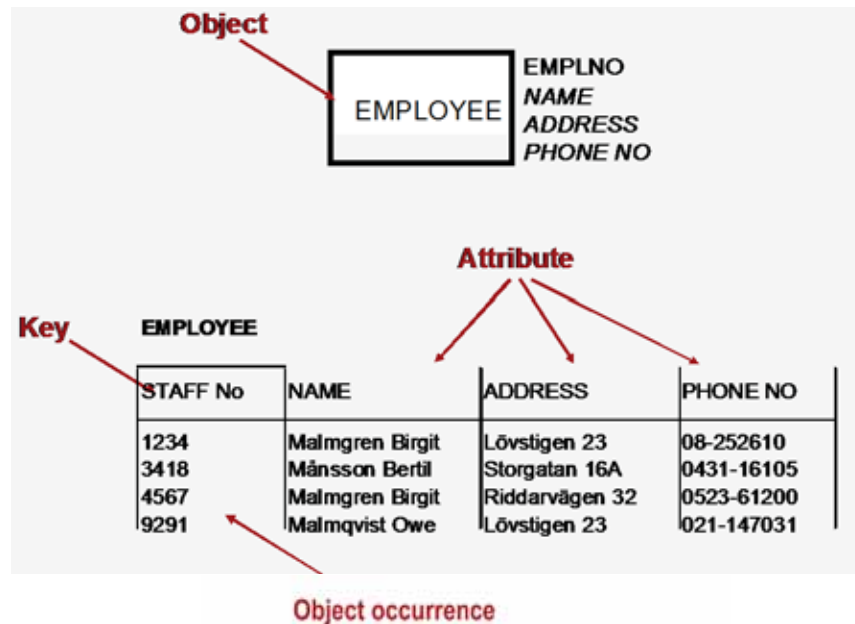 Object
EMPLOYEE
EMPLNO
NAME
ADDRESS
PHONE NO
Attribute
Key
EMPLOYEE
STAFF No NAME ADDRESS PHONE NO
1234 Malmgren Birgit Lövstigen 23 08-252610
3418 Månsson Bertil Storgatan 16A 0431-16105
4567 Malmgren Birgit Riddarvägen 32 0523-61200
9291 Malmqvist Owe Lövstigen 23 021-147031
Object occurrence